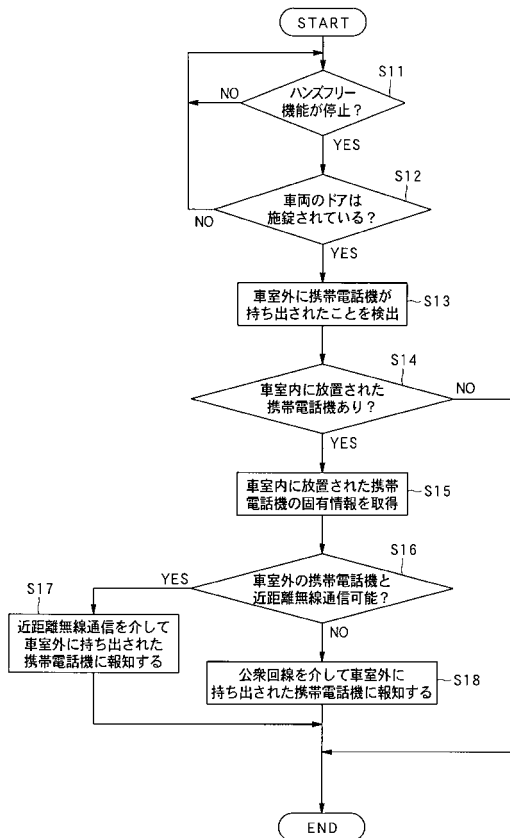 START
S11
ハンズフリー
機能が停止?
NO
YES
S12
車両のドアは
施錠されている?
NO
YES
車室外に携帯電話機が
持ち出されたことを検出
S13
S14
車室内に放置された
携帯電話機あり?
NO
YES
車室内に放置された携帯
電話機の固有情報を取得
S15
S16
車室外の携帯電話機と
近距離無線通信可能?
YES
NO
S17
近距離無線通信を介して
車室外に持ち出された
携帯電話機に報知する
公衆回線を介して車室外に
持ち出された携帯電話機に報知する
S18
END